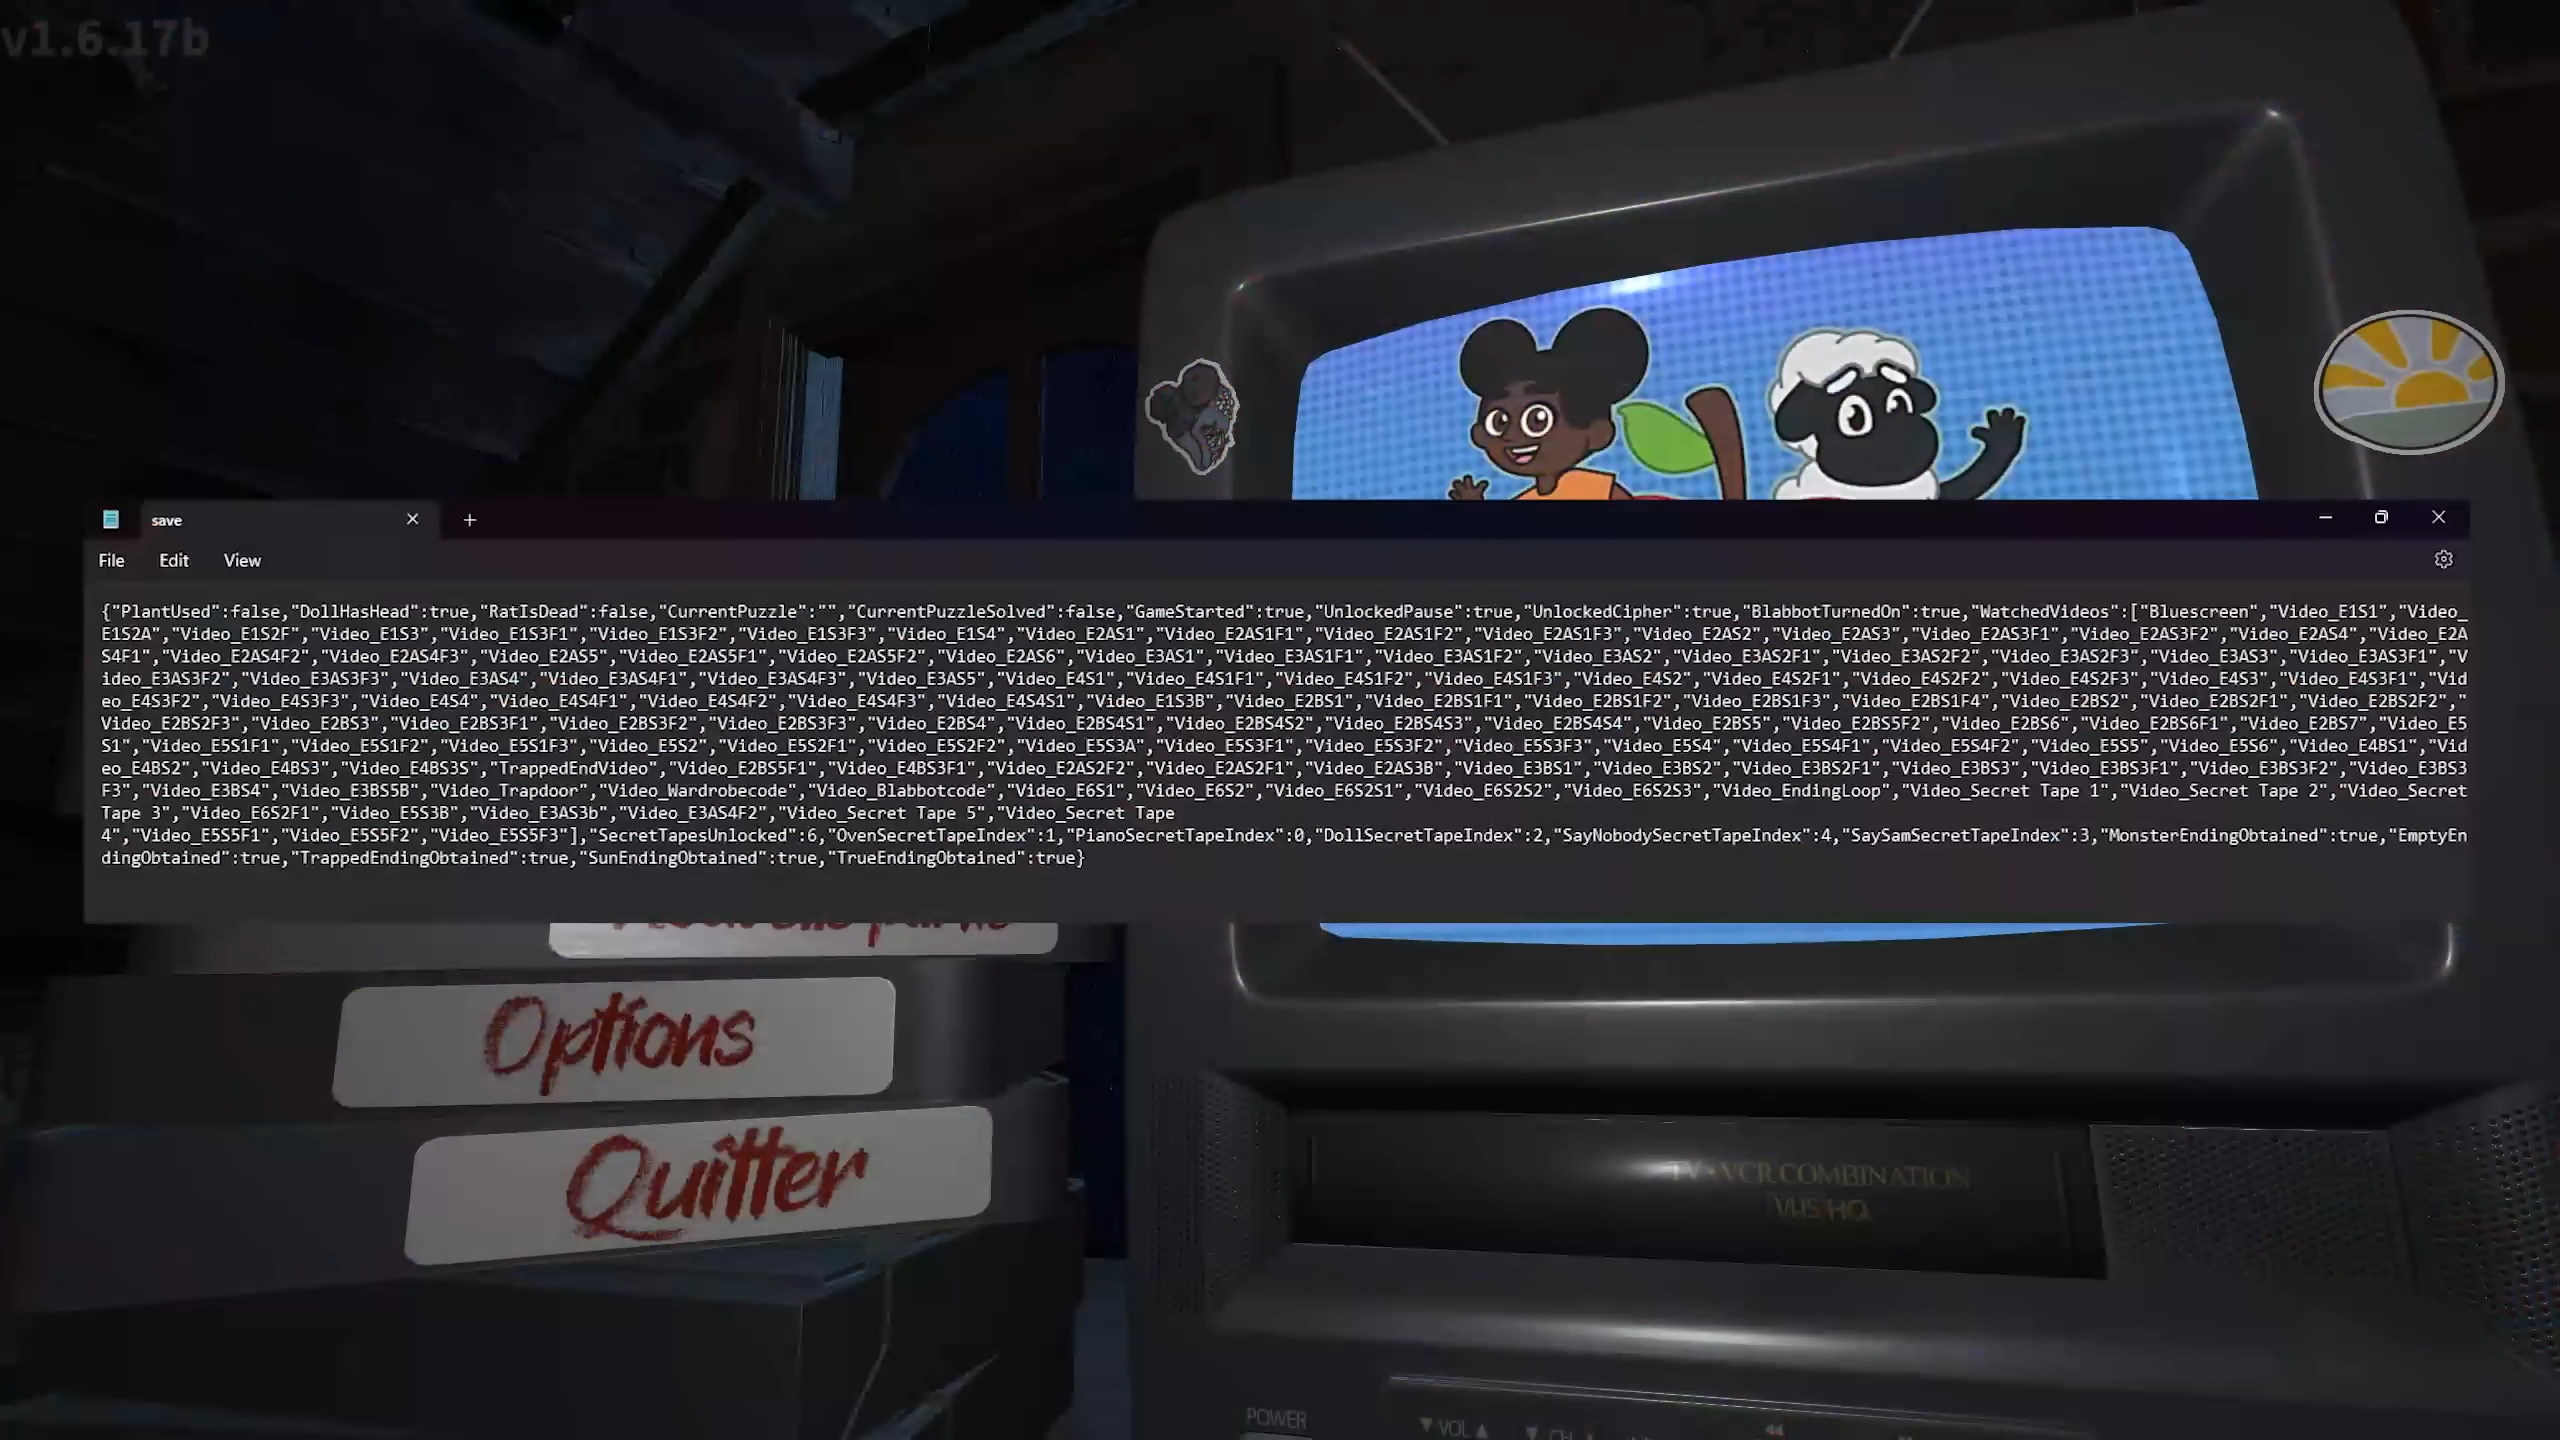 v1.6.17b
save
File Edit View
{"PlantUsed":false,"DollHasHead":true,"RatIsDead":false,"CurrentPuzzle":"","CurrentPuzzleSolved":false,"GameStarted":true,"UnlockedPause":true,"UnlockedCipher":true,"BlabbotTurnedOn":true,"WatchedVideos":["Bluescreen","Video_E1S1","Video_
E1S2A","Video_E1S2F","Video_E1S3","Video_E1S3F1","Video_E1S3F2","Video_E1S3F3","Video_E1S4","Video_E2AS1","Video_E2AS1F1","Video_E2AS1F2","Video_E2AS1F3","Video_E2AS2","Video_E2AS3","Video_E2AS3F1","Video_E2AS3F2","Video_E2AS4","Video_E2A
S4F1","Video_E2AS4F2","Video_E2AS4F3","Video_E2AS5","Video_E2AS5F1","Video_E2AS5F2","Video_E2AS6","Video_E3AS1","Video_E3AS1F1","Video_E3AS1F2","Video_E3AS2","Video_E3AS2F1","Video_E3AS2F2","Video_E3AS2F3","Video_E3AS3","Video_E3AS3F1","V
ideo_E3AS3F2","Video_E3AS3F3","Video_E3AS4","Video_E3AS4F1","Video_E3AS4F3","Video_E3AS5","Video_E4S1","Video_E4S1F1","Video_E4S1F2","Video_E4S1F3","Video_E4S2","Video_E4S2F1","Video_E4S2F2","Video_E4S2F3","Video_E4S3","Video_E4S3F1","Vid
eo_E4S3F2","Video_E4S3F3","Video_E4S4","Video_E4S4F1","Video_E4S4F2","Video_E4S4F3","Video_E4S4S1","Video_E1S3B","Video_E2BS1","Video_E2BS1F1","Video_E2BS1F2","Video_E2BS1F3","Video_E2BS1F4","Video_E2BS2","Video_E2BS2F1","Video_E2BS2F2","
Video_E2BS2F3","Video_E2BS3","Video_E2BS3F1","Video_E2BS3F2","Video_E2BS3F3","Video_E2BS4","Video_E2BS4S1","Video_E2BS4S2","Video_E2BS4S3","Video_E2BS4S4","Video_E2BS5","Video_E2BS5F2","Video_E2BS6","Video_E2BS6F1","Video_E2BS7","Video_E5
S1","Video_E5S1F1","Video_E5S1F2","Video_E5S1F3","Video_E5S2","Video_E5S2F1","Video_E5S2F2","Video_E5S3A","Video_E5S3F1","Video_E5S3F2","Video_E5S3F3","Video_E5S4","Video_E5S4F1","Video_E5S4F2","Video_E5S5","Video_E5S6","Video_E4BS1","Vid
eo_E4BS2","Video_E4BS3","Video_E4BS3S","TrappedEndVideo","Video_E2BS5F1","Video_E4BS3F1","Video_E2AS2F2","Video_E2AS2F1","Video_E2AS3B","Video_E3BS1","Video_E3BS2","Video_E3BS2F1","Video_E3BS3","Video_E3BS3F1","Video_E3BS3F2","Video_E3BS3
F3","Video_E3BS4","Video_E3BS5B","Video_Trapdoor","Video_Wardrobecode","Video_Blabbotcode","Video_E6S1","Video_E6S2","Video_E6S2S1","Video_E6S2S2","Video_E6S2S3","Video_EndingLoop","Video_Secret Tape 1","Video_Secret Tape 2","Video_Secret
Tape 3","Video_E6S2F1","Video_E5S3B","Video_E3AS3b","Video_E3AS4F2","Video_Secret Tape 5","Video_Secret Tape
4","Video_E5S5F1","Video_E5S5F2","Video_E5S5F3"],"SecretTapesUnlocked":6,"OvenSecretTapeIndex":1,"PianoSecretTapeIndex":0,"DollSecretTapeIndex":2,"SayNobodySecretTapeIndex":4,"SaySamSecretTapeIndex":3,"MonsterEndingObtained":true,"EmptyEn
dingObtained":true,"TrappedEndingObtained":true,"SunEndingObtained":true,"TrueEndingObtained":true}
Options
Quitter
TV·VCR COMBINATION
VHS HQ
POWER
VOL
CH